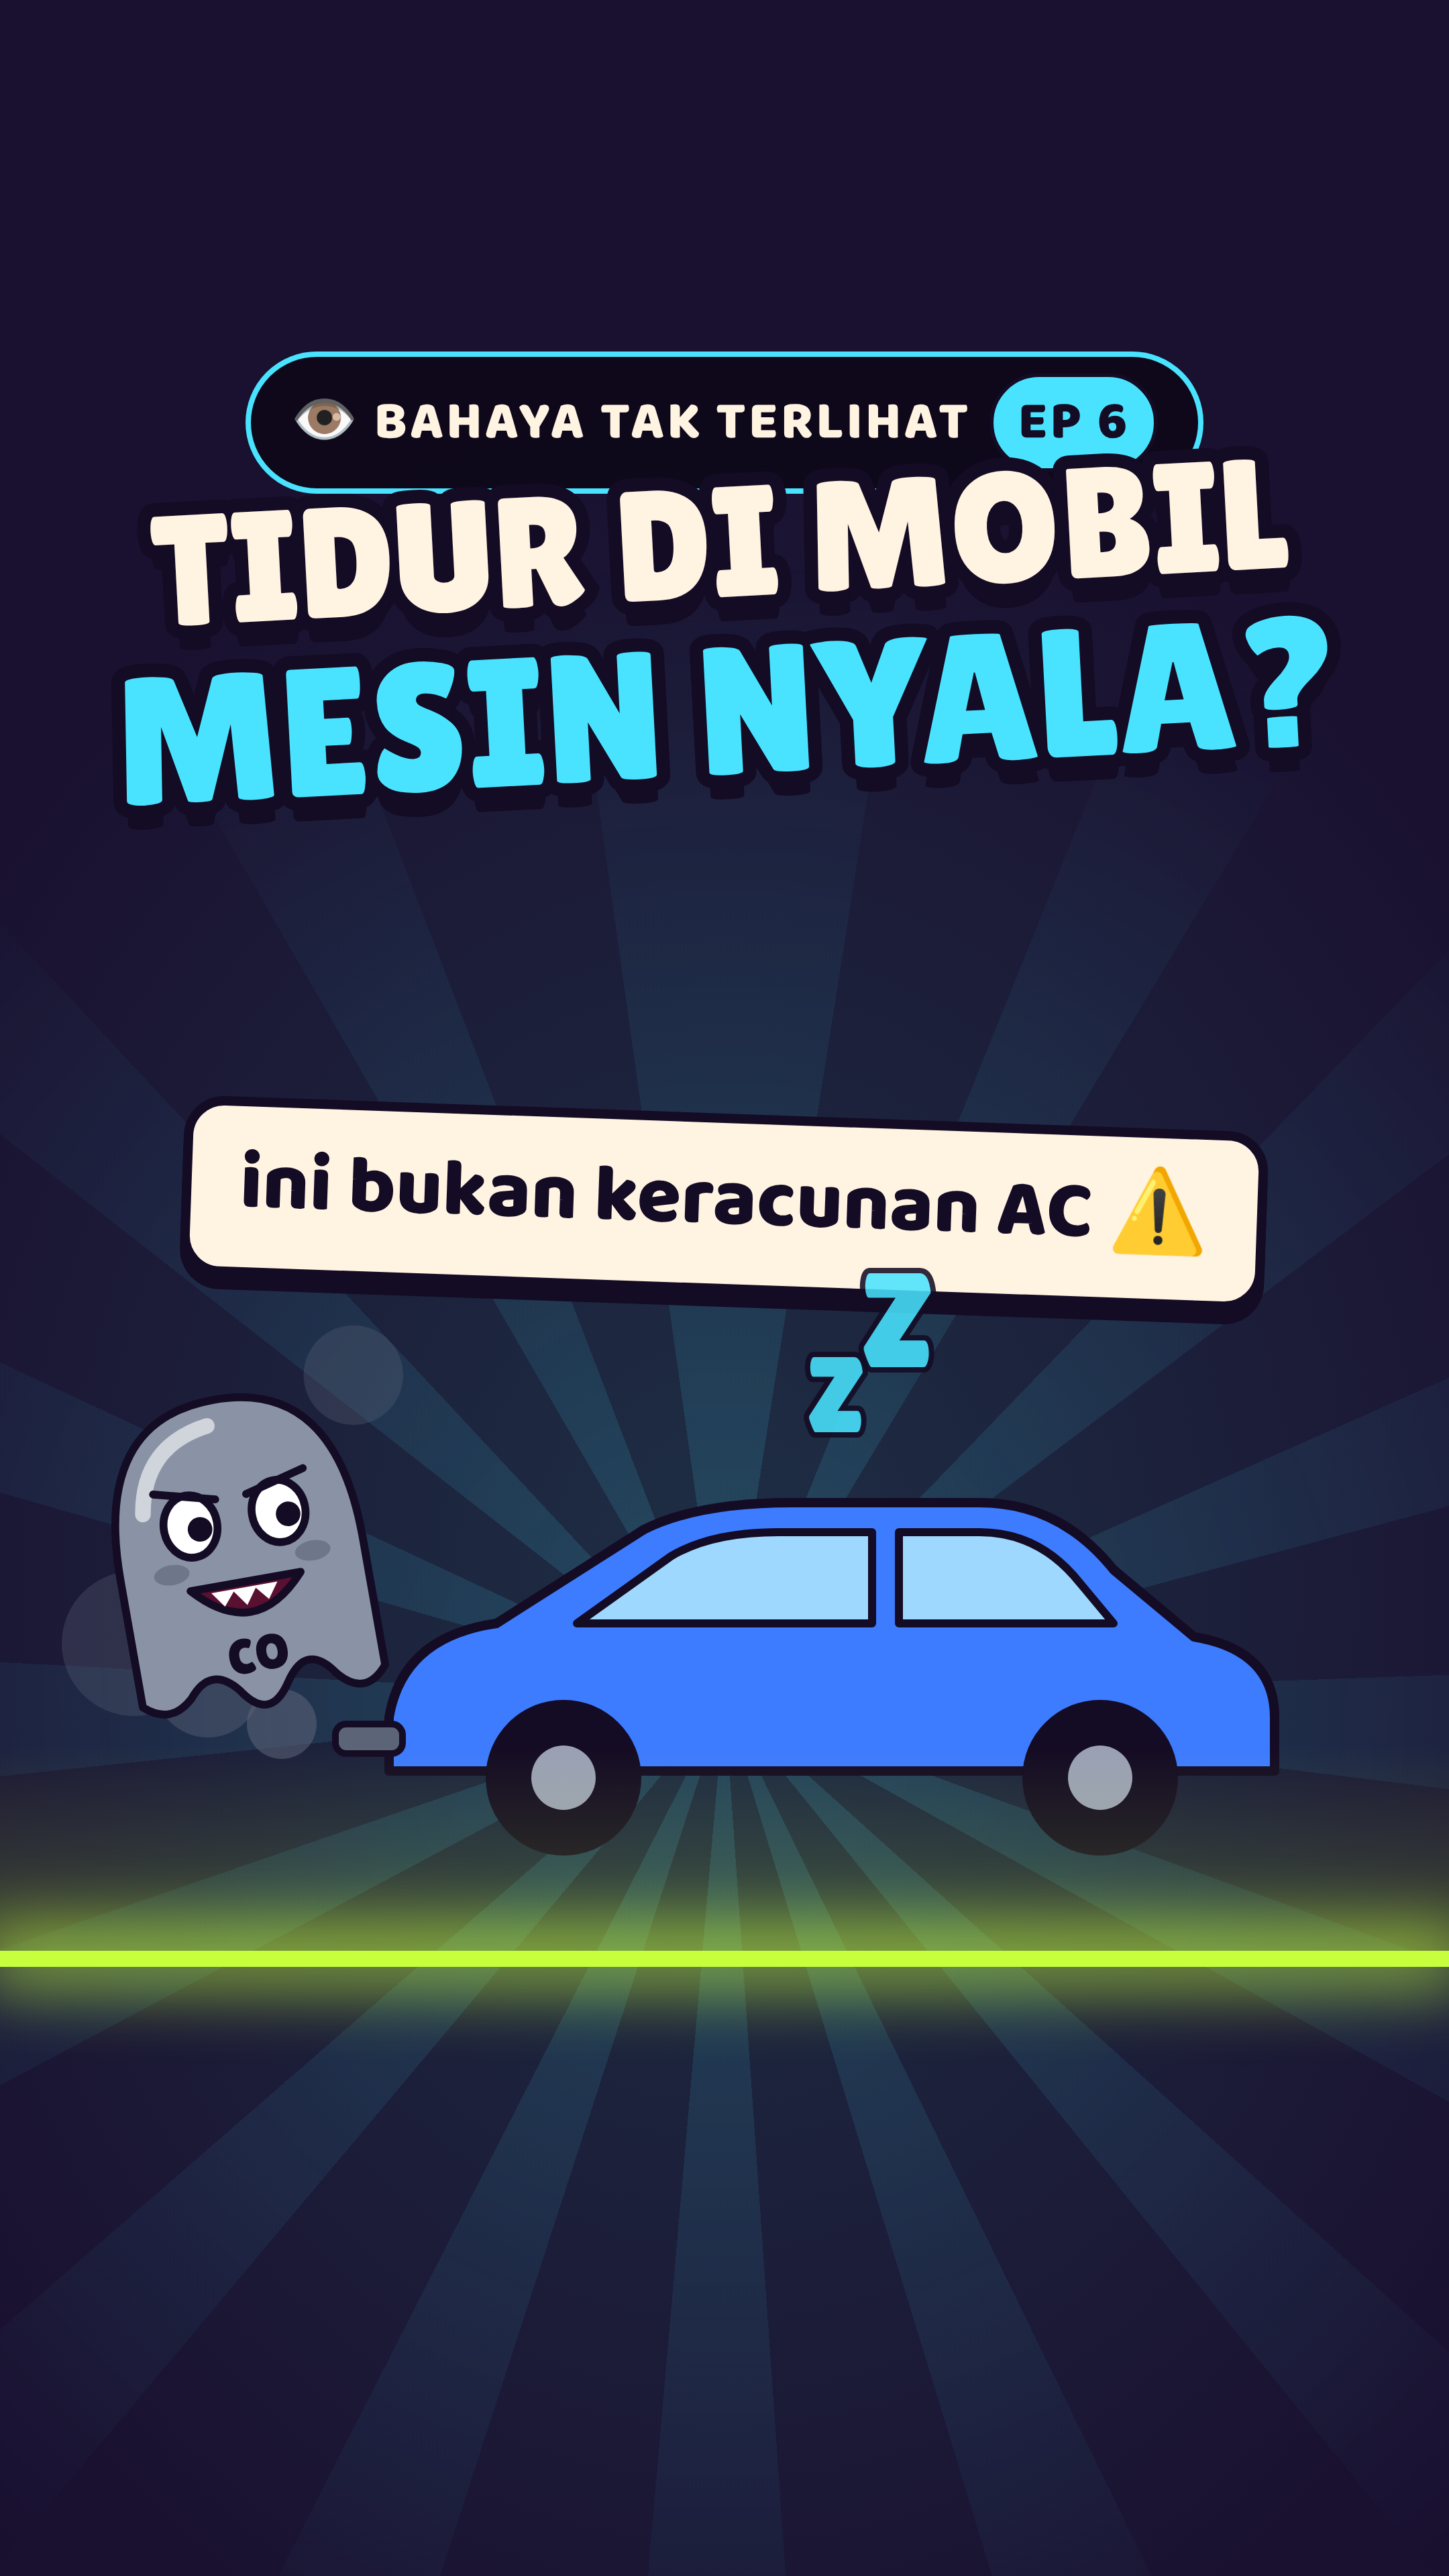 👁️ BAHAYA TAK TERLIHAT EP 6
TIDUR DI MOBIL
MESIN NYALA?
ini bukan keracunan AC ⚠️
Z
Z
CO